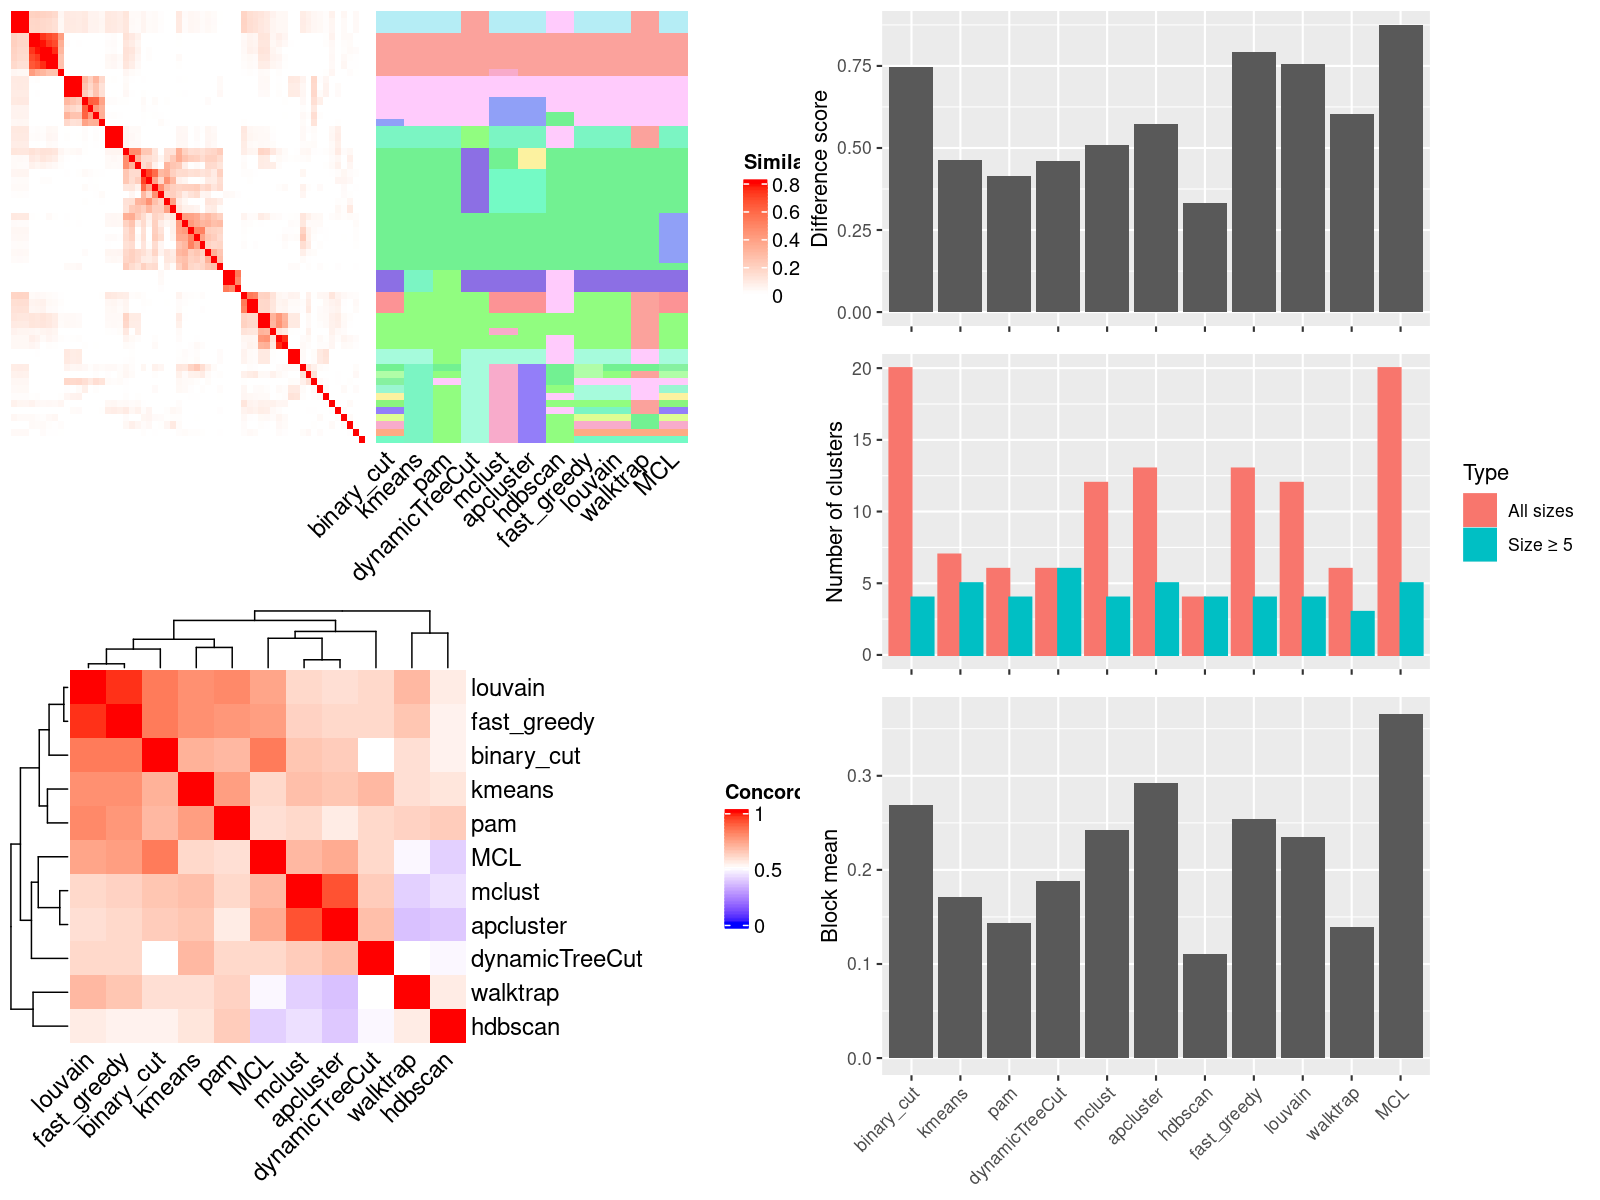 Simila
0.8
0.6
0.4
0.2
0
binary_cut
kmeans
pam
dynamicTreeCut
mclust
apcluster
hdbscan
fast_greedy
louvain
walktrap
MCL
louvain
fast_greedy
binary_cut
kmeans
pam
MCL
mclust
apcluster
dynamicTreeCut
walktrap
hdbscan
Concord
1
0.5
0
louvain
fast_greedy
binary_cut
kmeans
pam
MCL
mclust
apcluster
dynamicTreeCut
walktrap
hdbscan
Difference score
0.75
0.50
0.25
0.00
Number of clusters
20
15
10
5
0
Type
All sizes
Size ≥ 5
Block mean
0.3
0.2
0.1
0.0
binary_cut
kmeans
pam
dynamicTreeCut
mclust
apcluster
hdbscan
fast_greedy
louvain
walktrap
MCL